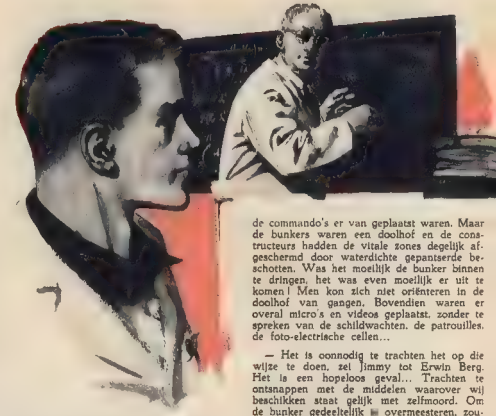 de commando's er van geplaatst waren. Maar
de bunkers waren een doolhof en de cons-
tructeurs hadden de vitale zones degelijk af-
geschermd door waterdichte gepantserde be-
schotten. Was het moeilijk de bunker binnen
te dringen, het was even moeilijk er uit te
komen! Men kon zich niet oriënteren in de
doolhof van gangen. Bovendien waren er
overal micro's en videos geplaatst, zonder te
spreken van de schildwachten, de patrouilles,
de foto-electrische cellen...
— Het is onnodig te trachten het op die
wijze te doen, zei Jimmy tot Erwin Berg.
Het is een hopeloos geval... Trachten te
ontsnappen met de middelen waarover wij
beschikken staat gelijk met zelfmoord. Om
de bunker gedeeltelijk te overmeesteren, zou-